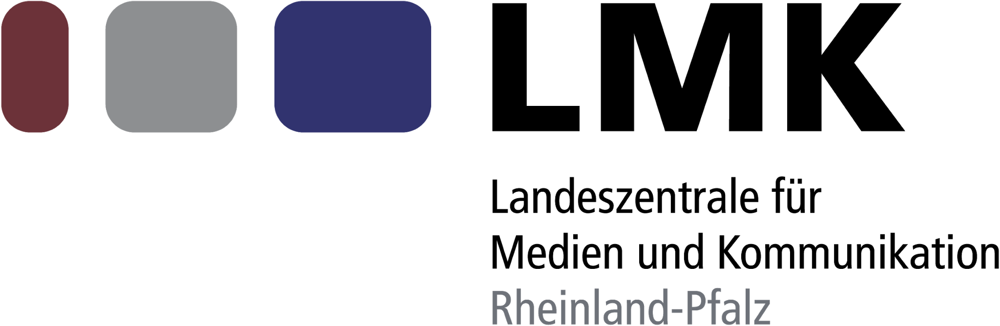 LMK
Landeszentrale für
Medien und Kommunikation
Rheinland-Pfalz